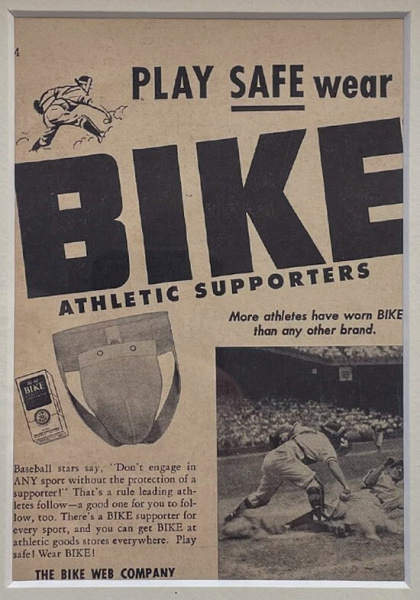 4
PLAY SAFE wear
BIKE
ATHLETIC SUPPORTERS
More athletes have worn BIKE
than any other brand.
BIKE
Baseball stars say, "Don't engage in
ANY sport without the protection of a
supporter!" That's a rule leading ath-
letes follow—a good one for you to fol-
low, too. There's a BIKE supporter for
every sport, and you can get BIKE at
athletic goods stores everywhere. Play
safe! Wear BIKE!
THE BIKE WEB COMPANY